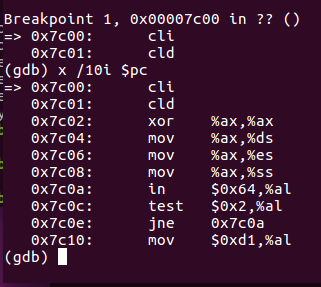 Breakpoint 1, 0x00007c00 in ?? ()
=> 0x7c00:      cli
   0x7c01:      cld
(gdb) x /10i $pc
=> 0x7c00:      cli
   0x7c01:      cld
   0x7c02:      xor    %ax,%ax
   0x7c04:      mov    %ax,%ds
   0x7c06:      mov    %ax,%es
   0x7c08:      mov    %ax,%ss
   0x7c0a:      in     $0x64,%al
   0x7c0c:      test   $0x2,%al
   0x7c0e:      jne    0x7c0a
   0x7c10:      mov    $0xd1,%al
(gdb)